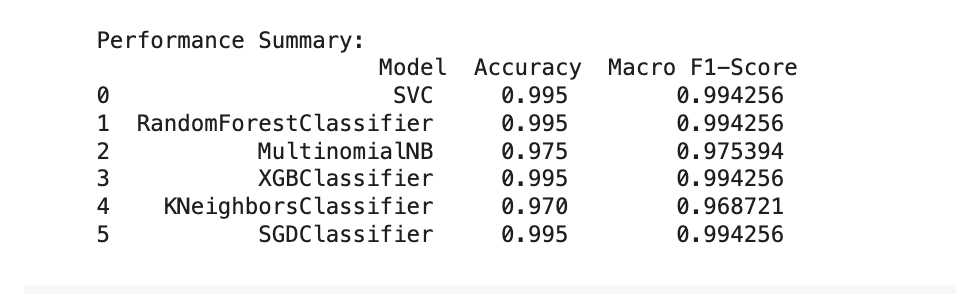 Performance Summary:
Model Accuracy Macro F1-Score
0 SVC 0.995 0.994256
1 RandomForestClassifier 0.995 0.994256
2 MultinomialNB 0.975 0.975394
3 XGBClassifier 0.995 0.994256
4 KNeighborsClassifier 0.970 0.968721
5 SGDClassifier 0.995 0.994256